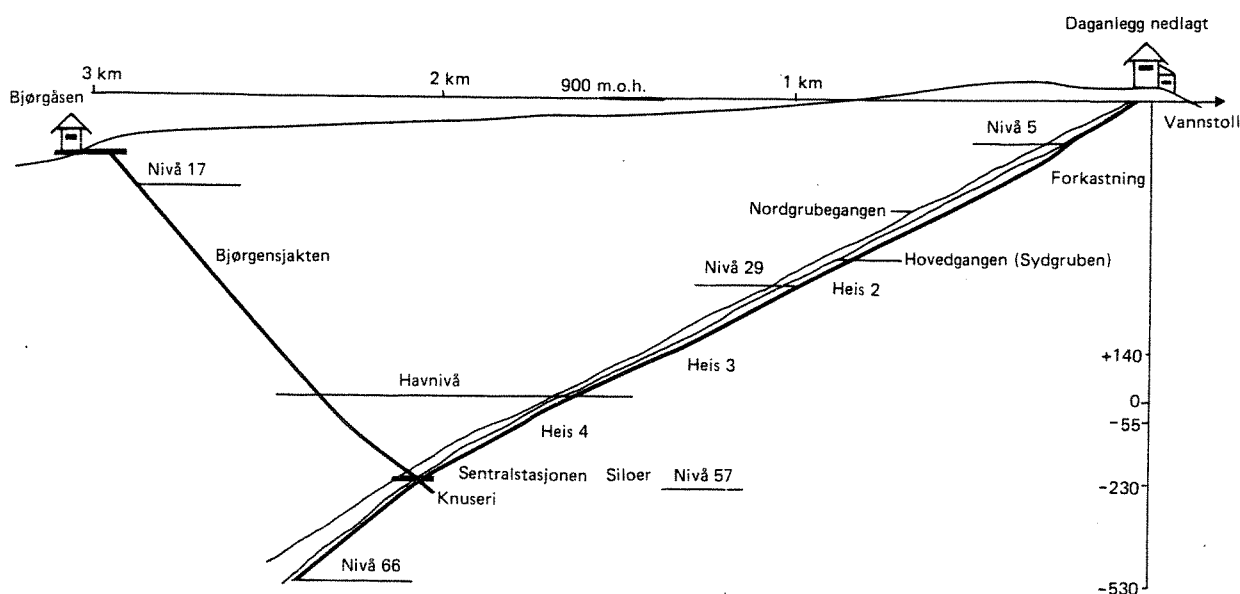 Daganlegg nedlagt
3 km
2 km
900 m.o.h.
1 km
Bjørgåsen
Vannstoll
Nivå 5
Nivå 17
Forkastning
Nordgrubegangen
Bjørgensjakten
Hovedgangen (Sydgruben)
Nivå 29
Heis 2
+140
Heis 3
Havnivå
0
-55
Heis 4
Sentralstasjonen Siloer Nivå 57
-230
Knuseri
Nivå 66
-530